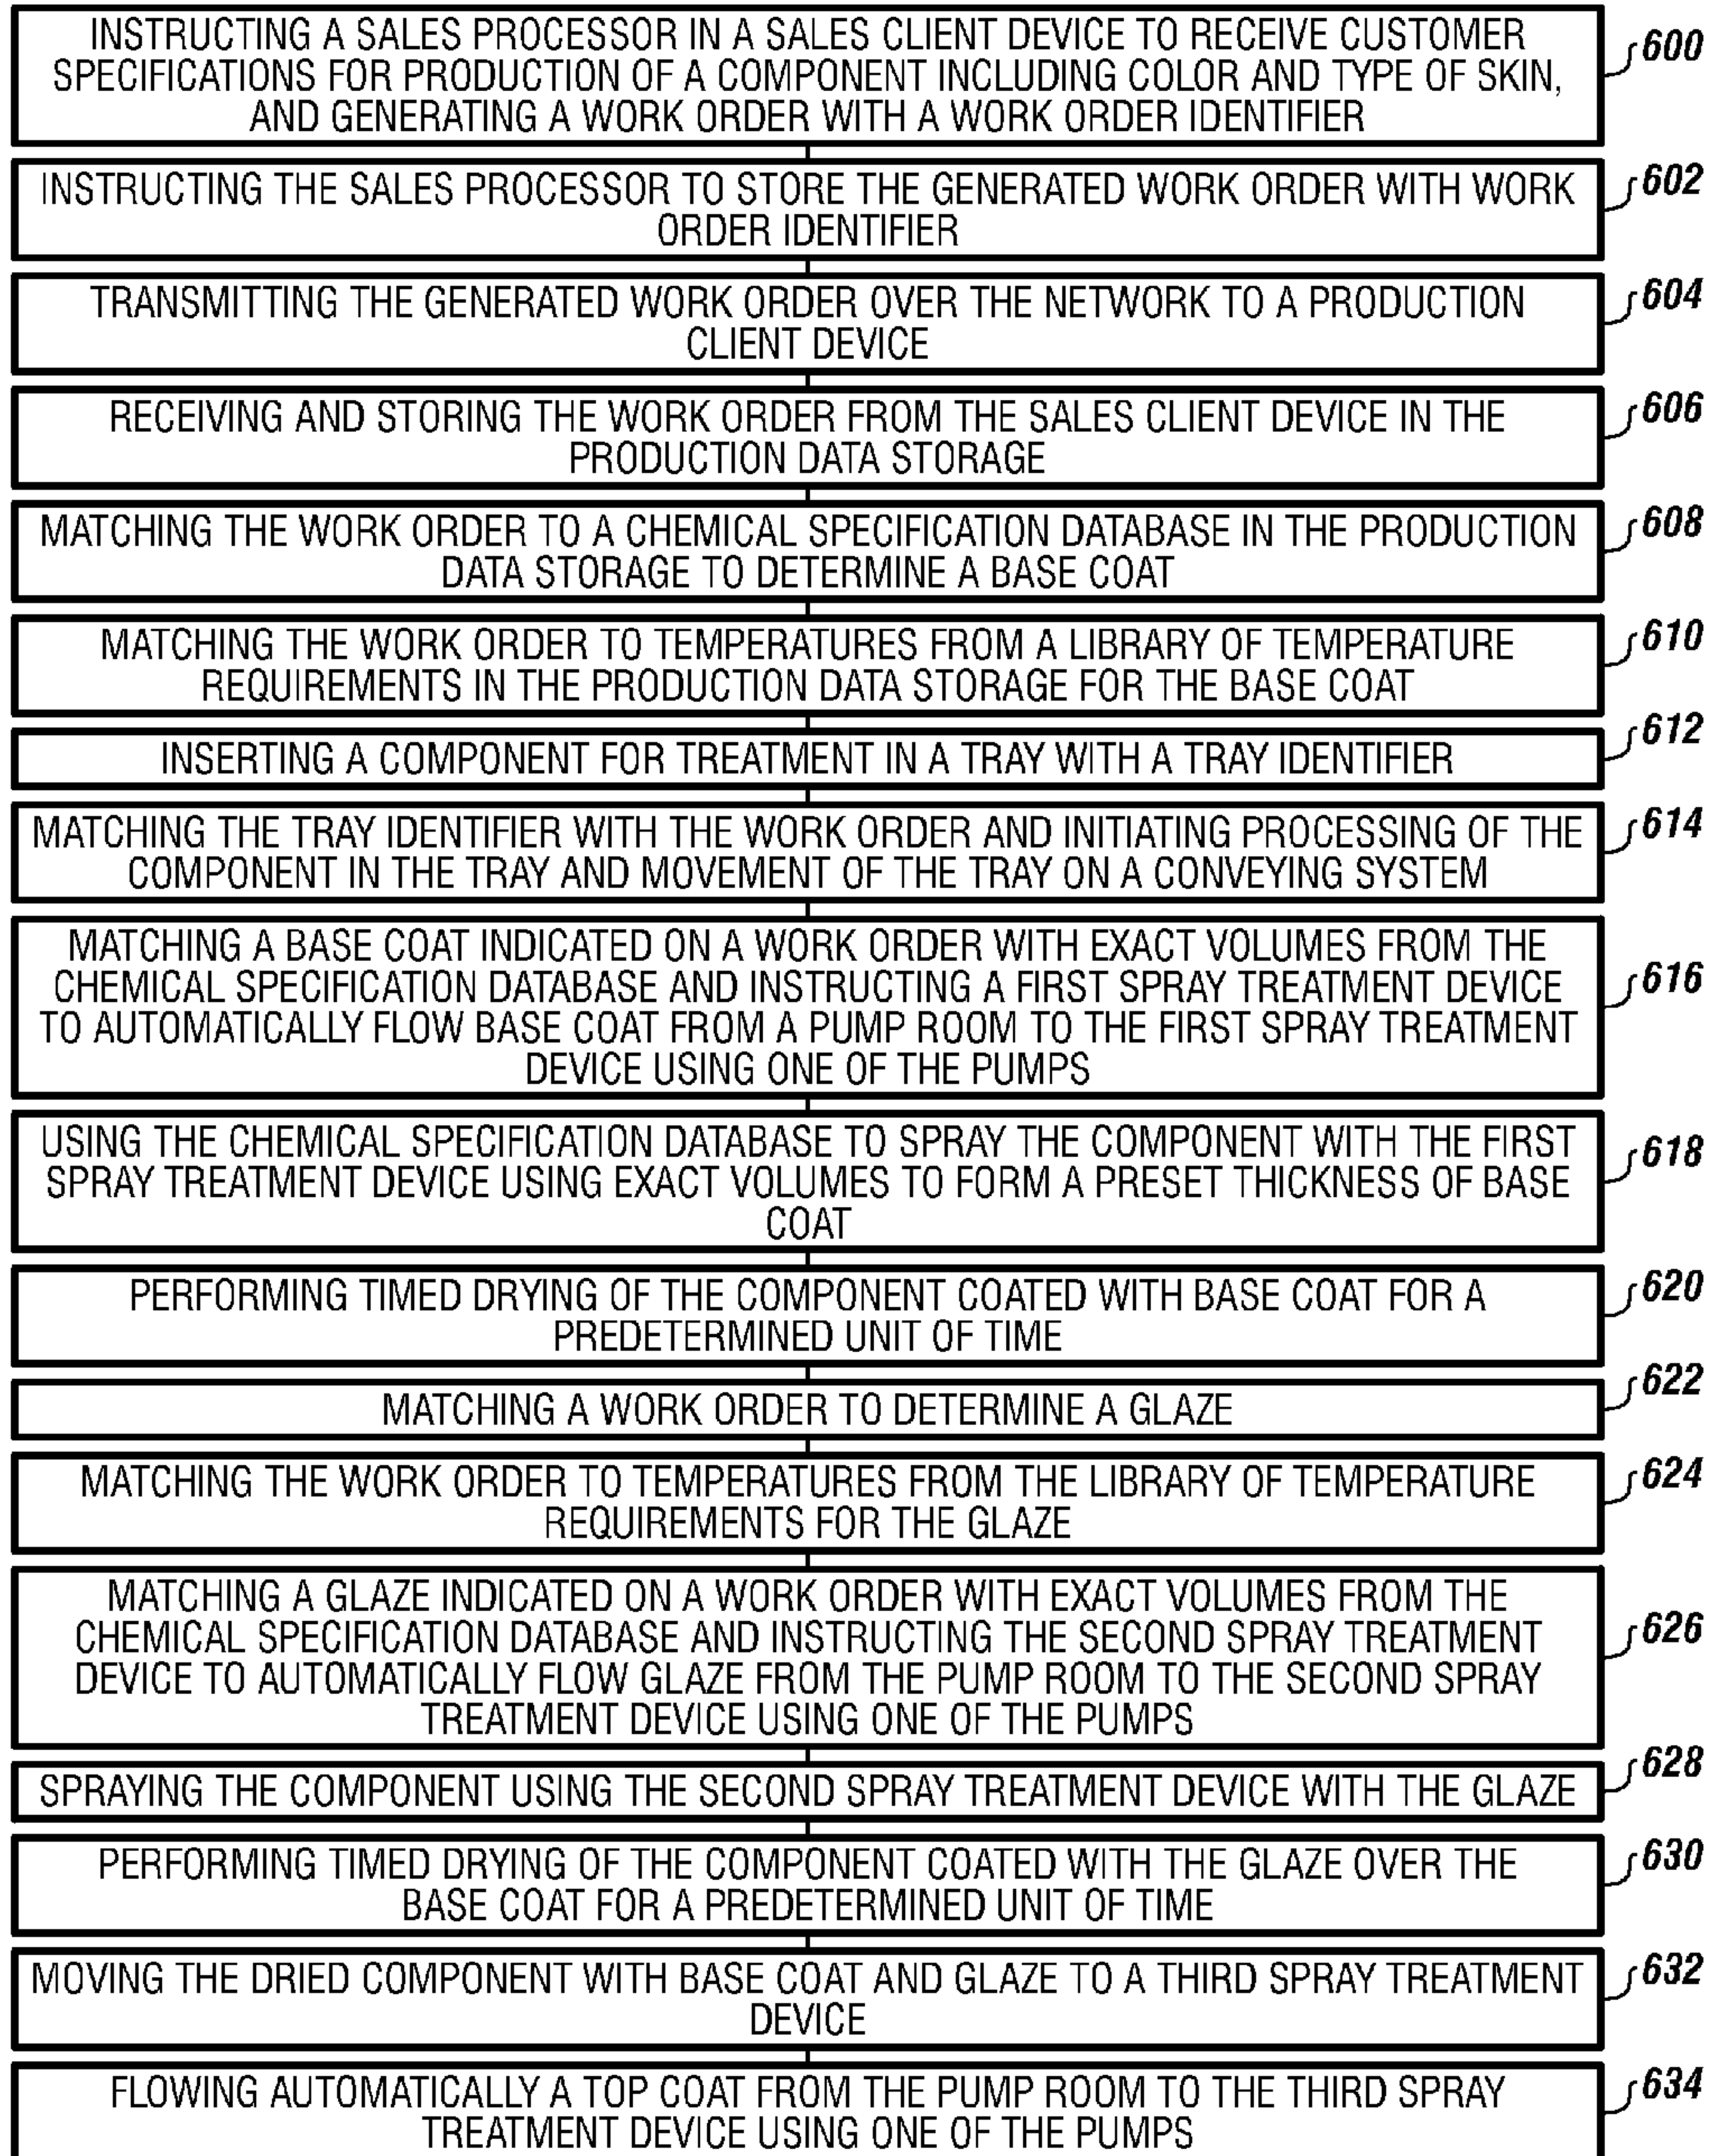 INSTRUCTING A SALES PROCESSOR IN A SALES CLIENT DEVICE TO RECEIVE CUSTOMER
SPECIFICATIONS FOR PRODUCTION OF A COMPONENT INCLUDING COLOR AND TYPE OF SKIN,
AND GENERATING A WORK ORDER WITH A WORK ORDER IDENTIFIER
600
INSTRUCTING THE SALES PROCESSOR TO STORE THE GENERATED WORK ORDER WITH WORK
ORDER IDENTIFIER
602
TRANSMITTING THE GENERATED WORK ORDER OVER THE NETWORK TO A PRODUCTION
CLIENT DEVICE
604
RECEIVING AND STORING THE WORK ORDER FROM THE SALES CLIENT DEVICE IN THE
PRODUCTION DATA STORAGE
606
MATCHING THE WORK ORDER TO A CHEMICAL SPECIFICATION DATABASE IN THE PRODUCTION
DATA STORAGE TO DETERMINE A BASE COAT
608
MATCHING THE WORK ORDER TO TEMPERATURES FROM A LIBRARY OF TEMPERATURE
REQUIREMENTS IN THE PRODUCTION DATA STORAGE FOR THE BASE COAT
610
INSERTING A COMPONENT FOR TREATMENT IN A TRAY WITH A TRAY IDENTIFIER
612
MATCHING THE TRAY IDENTIFIER WITH THE WORK ORDER AND INITIATING PROCESSING OF THE
COMPONENT IN THE TRAY AND MOVEMENT OF THE TRAY ON A CONVEYING SYSTEM
614
MATCHING A BASE COAT INDICATED ON A WORK ORDER WITH EXACT VOLUMES FROM THE
CHEMICAL SPECIFICATION DATABASE AND INSTRUCTING A FIRST SPRAY TREATMENT DEVICE
TO AUTOMATICALLY FLOW BASE COAT FROM A PUMP ROOM TO THE FIRST SPRAY TREATMENT
DEVICE USING ONE OF THE PUMPS
616
USING THE CHEMICAL SPECIFICATION DATABASE TO SPRAY THE COMPONENT WITH THE FIRST
SPRAY TREATMENT DEVICE USING EXACT VOLUMES TO FORM A PRESET THICKNESS OF BASE
COAT
618
PERFORMING TIMED DRYING OF THE COMPONENT COATED WITH BASE COAT FOR A
PREDETERMINED UNIT OF TIME
620
MATCHING A WORK ORDER TO DETERMINE A GLAZE
622
MATCHING THE WORK ORDER TO TEMPERATURES FROM THE LIBRARY OF TEMPERATURE
REQUIREMENTS FOR THE GLAZE
624
MATCHING A GLAZE INDICATED ON A WORK ORDER WITH EXACT VOLUMES FROM THE
CHEMICAL SPECIFICATION DATABASE AND INSTRUCTING THE SECOND SPRAY TREATMENT
DEVICE TO AUTOMATICALLY FLOW GLAZE FROM THE PUMP ROOM TO THE SECOND SPRAY
TREATMENT DEVICE USING ONE OF THE PUMPS
626
SPRAYING THE COMPONENT USING THE SECOND SPRAY TREATMENT DEVICE WITH THE GLAZE
628
PERFORMING TIMED DRYING OF THE COMPONENT COATED WITH THE GLAZE OVER THE
BASE COAT FOR A PREDETERMINED UNIT OF TIME
630
MOVING THE DRIED COMPONENT WITH BASE COAT AND GLAZE TO A THIRD SPRAY TREATMENT
DEVICE
632
FLOWING AUTOMATICALLY A TOP COAT FROM THE PUMP ROOM TO THE THIRD SPRAY
TREATMENT DEVICE USING ONE OF THE PUMPS
634